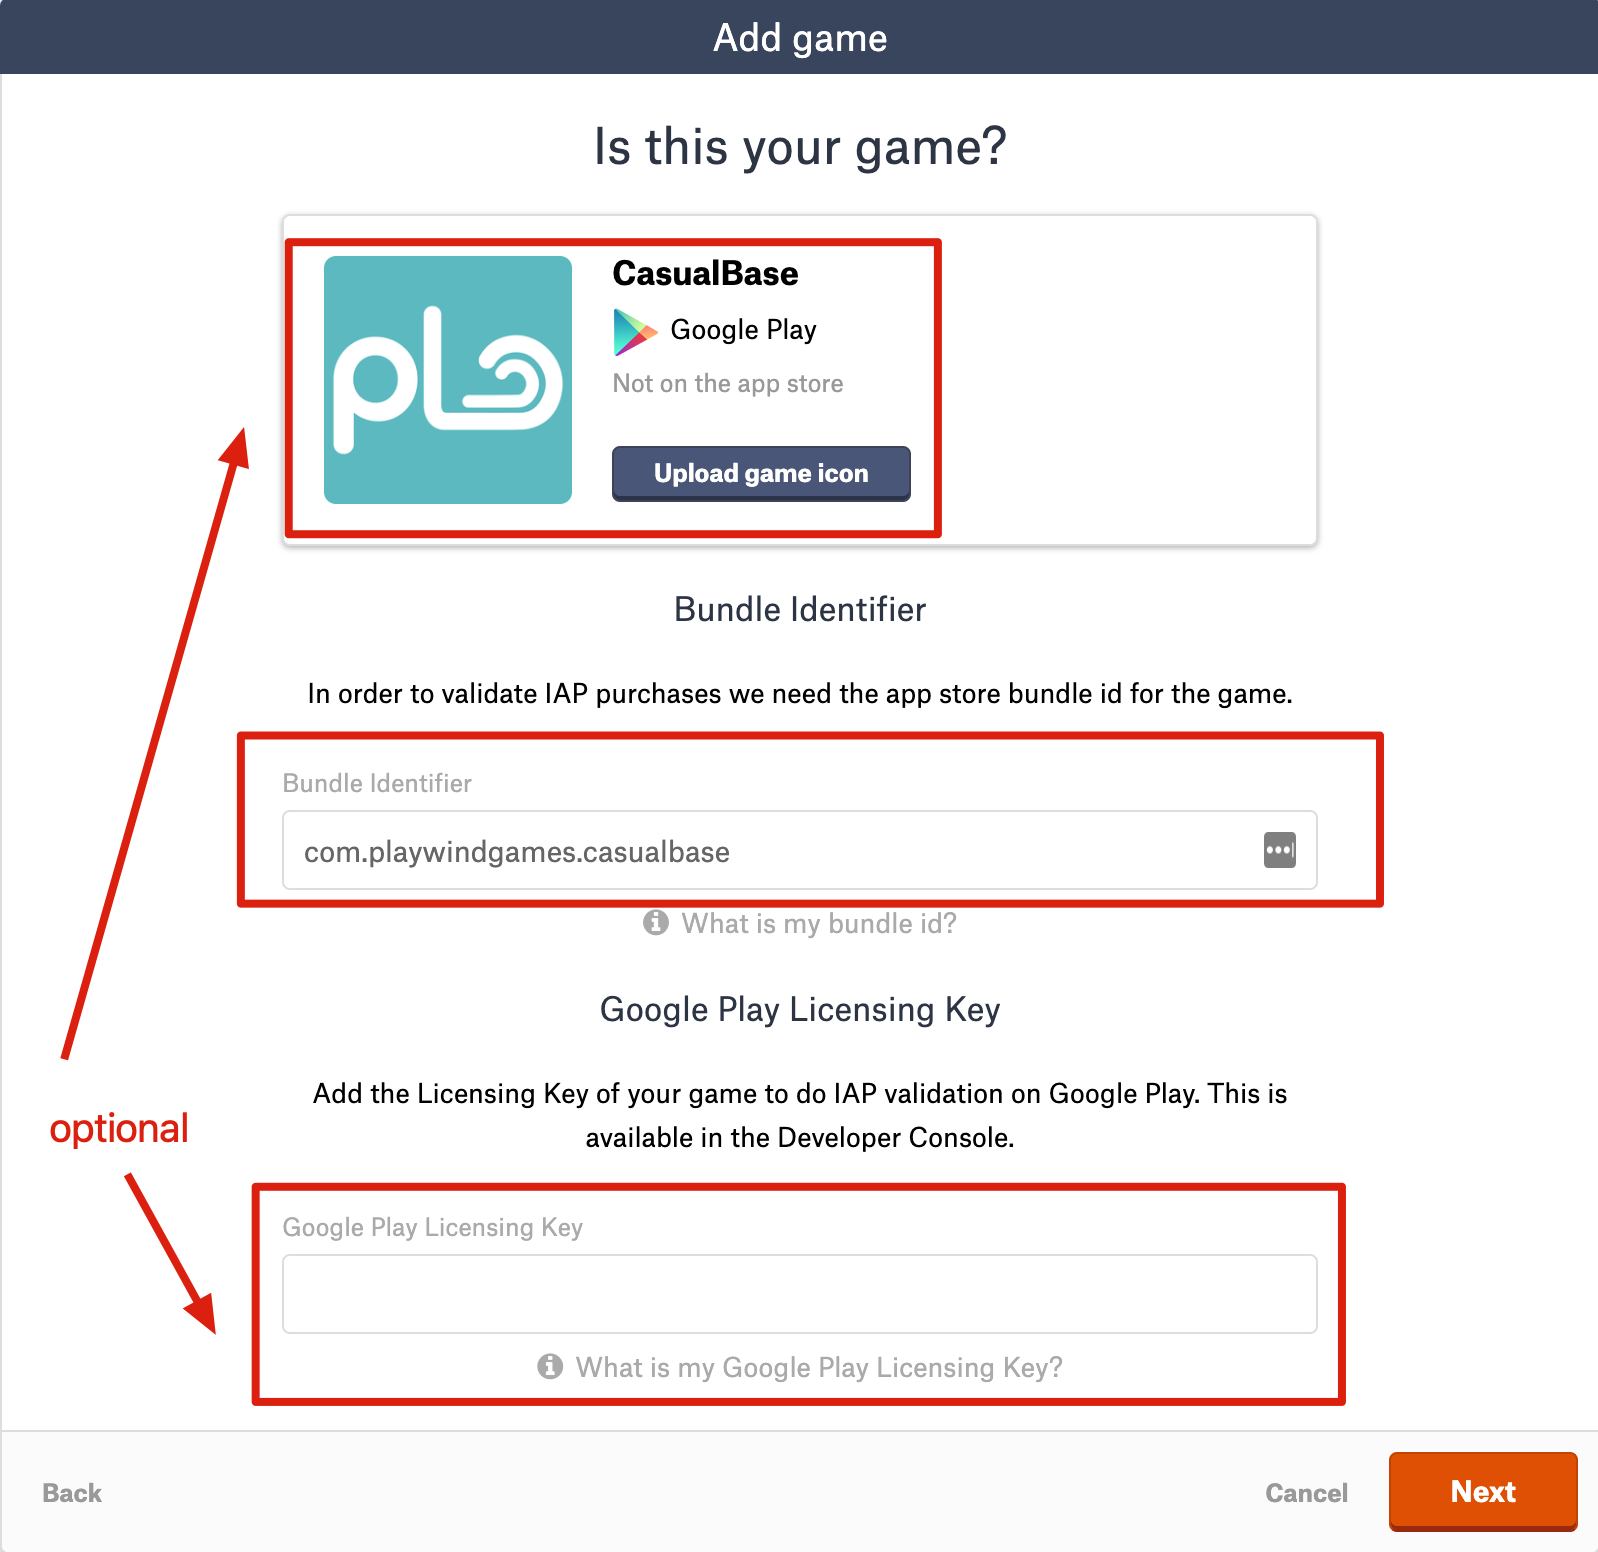 Add game
Is this your game?
CasualBase
Google Play
Not on the app store
Upload game icon
Bundle Identifier
In order to validate IAP purchases we need the app store bundle id for the game.
Bundle Identifier
com.playwindgames.casualbase
What is my bundle id?
Google Play Licensing Key
Add the Licensing Key of your game to do IAP validation on Google Play. This is
available in the Developer Console.
optional
Google Play Licensing Key
What is my Google Play Licensing Key?
Back
Cancel
Next